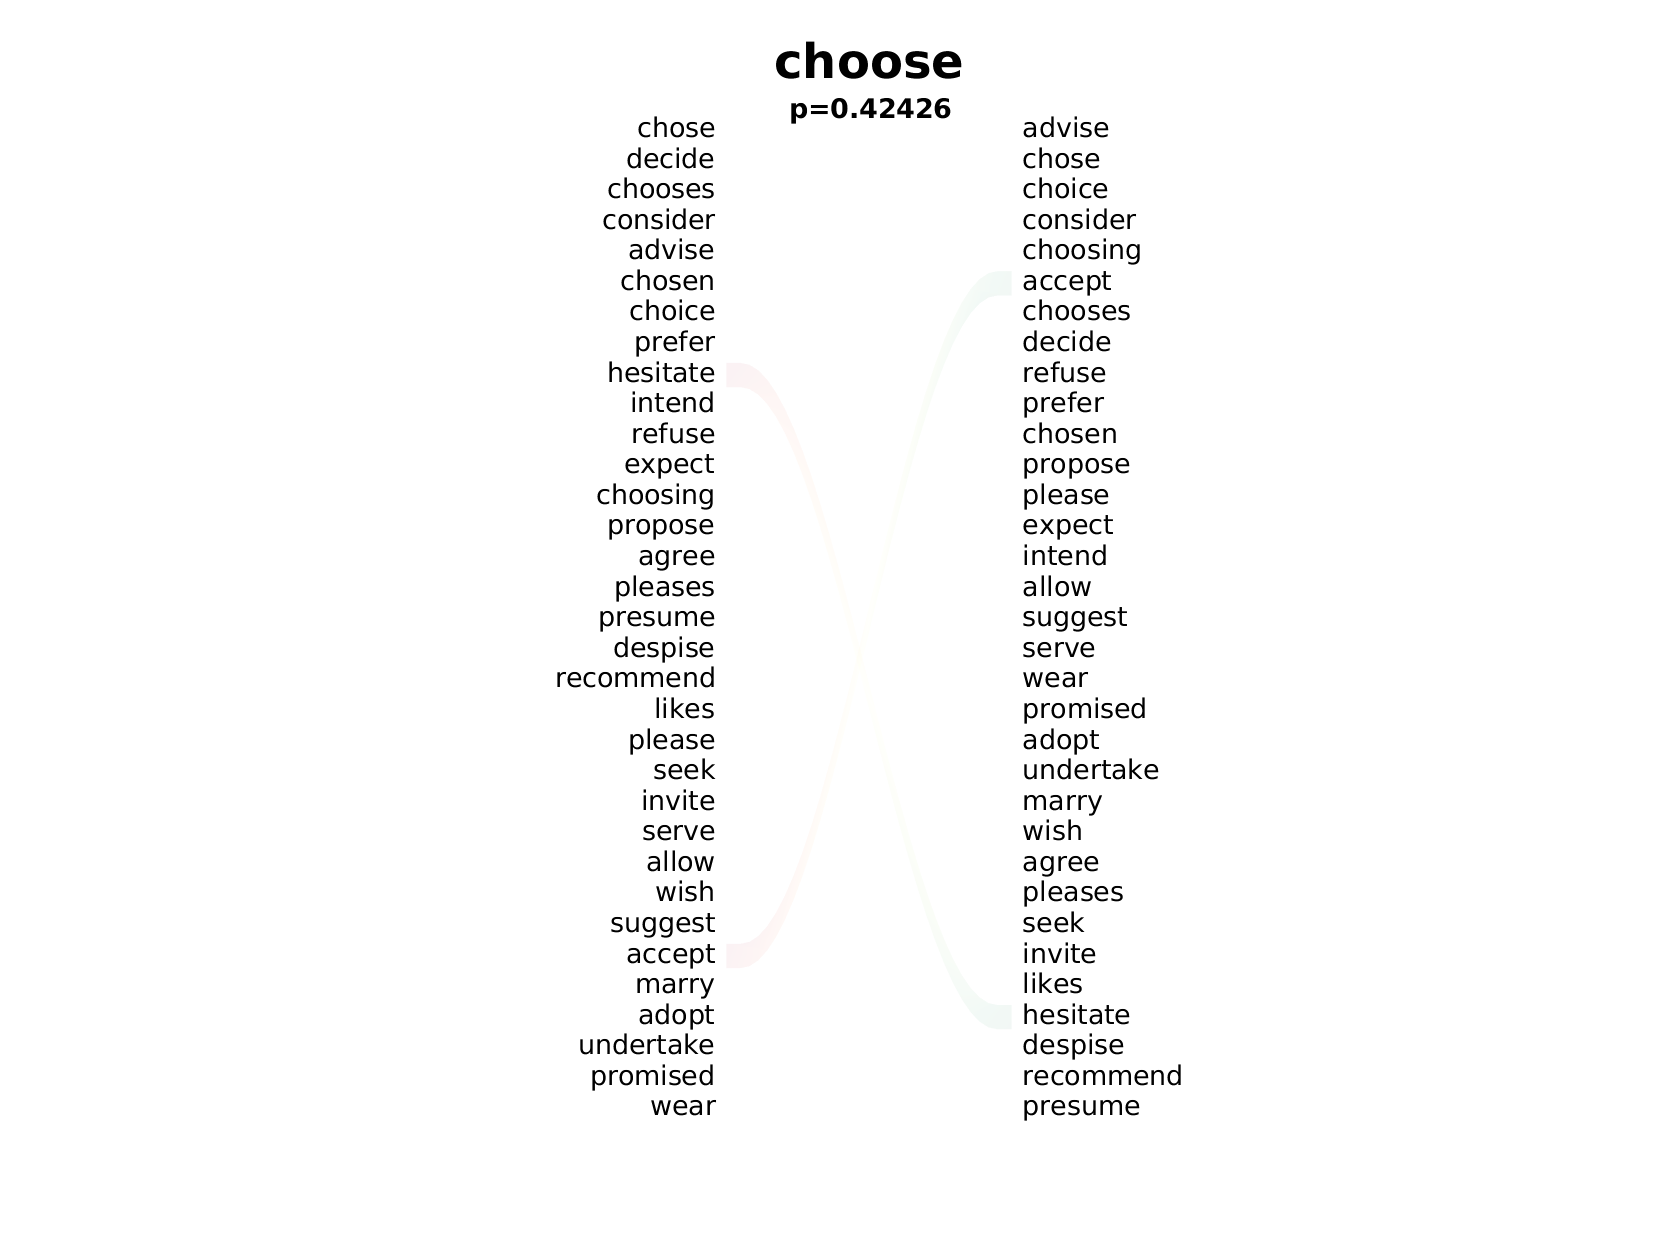 choose
p=0.42426
chose
decide
chooses
consider
advise
chosen
choice
prefer
hesitate
intend
refuse
expect
choosing
propose
agree
pleases
presume
despise
recommend
likes
please
seek
invite
serve
allow
wish
suggest
accept
marry
adopt
undertake
promised
wear
advise
chose
choice
consider
choosing
accept
chooses
decide
refuse
prefer
chosen
propose
please
expect
intend
allow
suggest
serve
wear
promised
adopt
undertake
marry
wish
agree
pleases
seek
invite
likes
hesitate
despise
recommend
presume